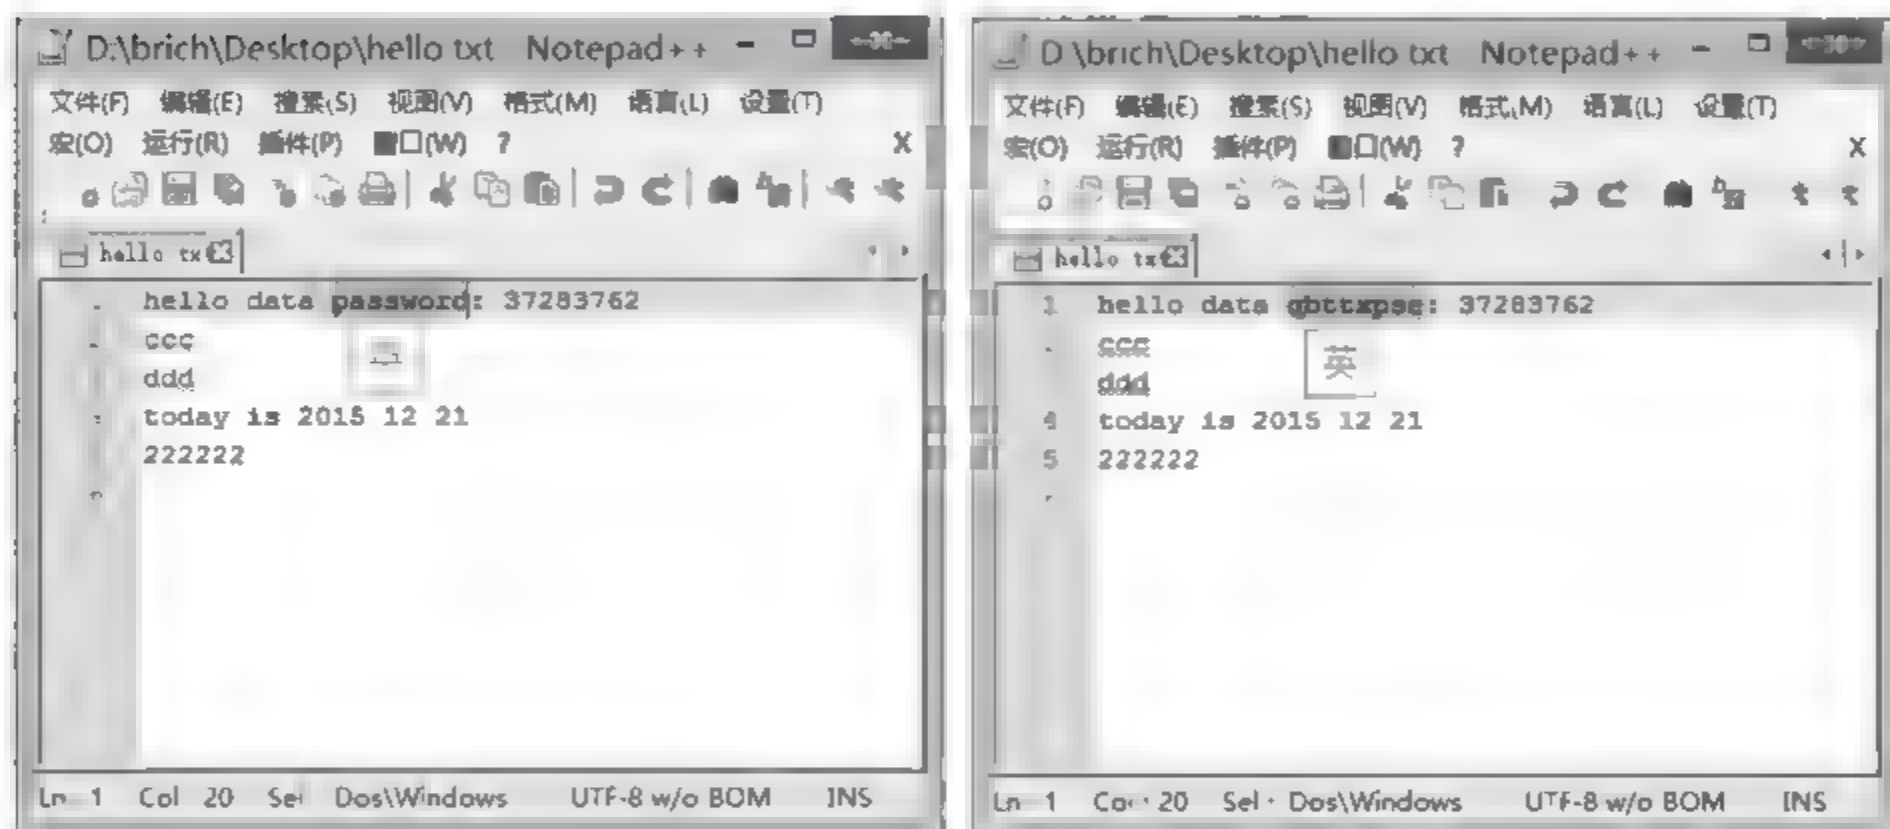 D:\brich\Desktop\hello txt Notepad++
文件(F) 编辑(E) 搜索(S) 视图(V) 格式(M) 语言(L) 设置(T)
宏(O) 运行(R) 插件(P) 窗口(W) ? X
hello tx
hello data password: 37283762
ccc
ddd
today is 2015 12 21
222222
Ln 1 Col 20 Sel Dos\Windows UTF-8 w/o BOM INS
D \brich\Desktop\hello txt Notepad++
文件(F) 编辑(E) 搜索(S) 视图(V) 格式(M) 语言(L) 设置(T)
宏(O) 运行(R) 插件(P) 窗口(W) ? X
hello tx
1 hello data qbttxpse: 37283762
ccc
英
ddd
4 today is 2015 12 21
5 222222
Ln 1 Co 20 Sel Dos\Windows UTF-8 w/o BOM INS